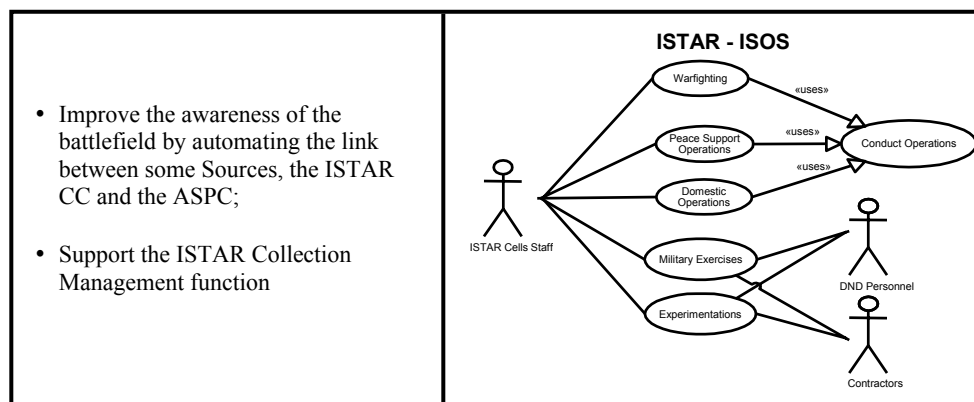 • Improve the awareness of the
battlefield by automating the link
between some Sources, the ISTAR
CC and the ASPC;
• Support the ISTAR Collection
Management function
ISTAR - ISOS
Warfighting
«uses»
Peace Support
Operations
«uses»
Conduct Operations
«uses»
Domestic
Operations
ISTAR Cells Staff
Military Exercises
DND Personnel
Experimentations
Contractors